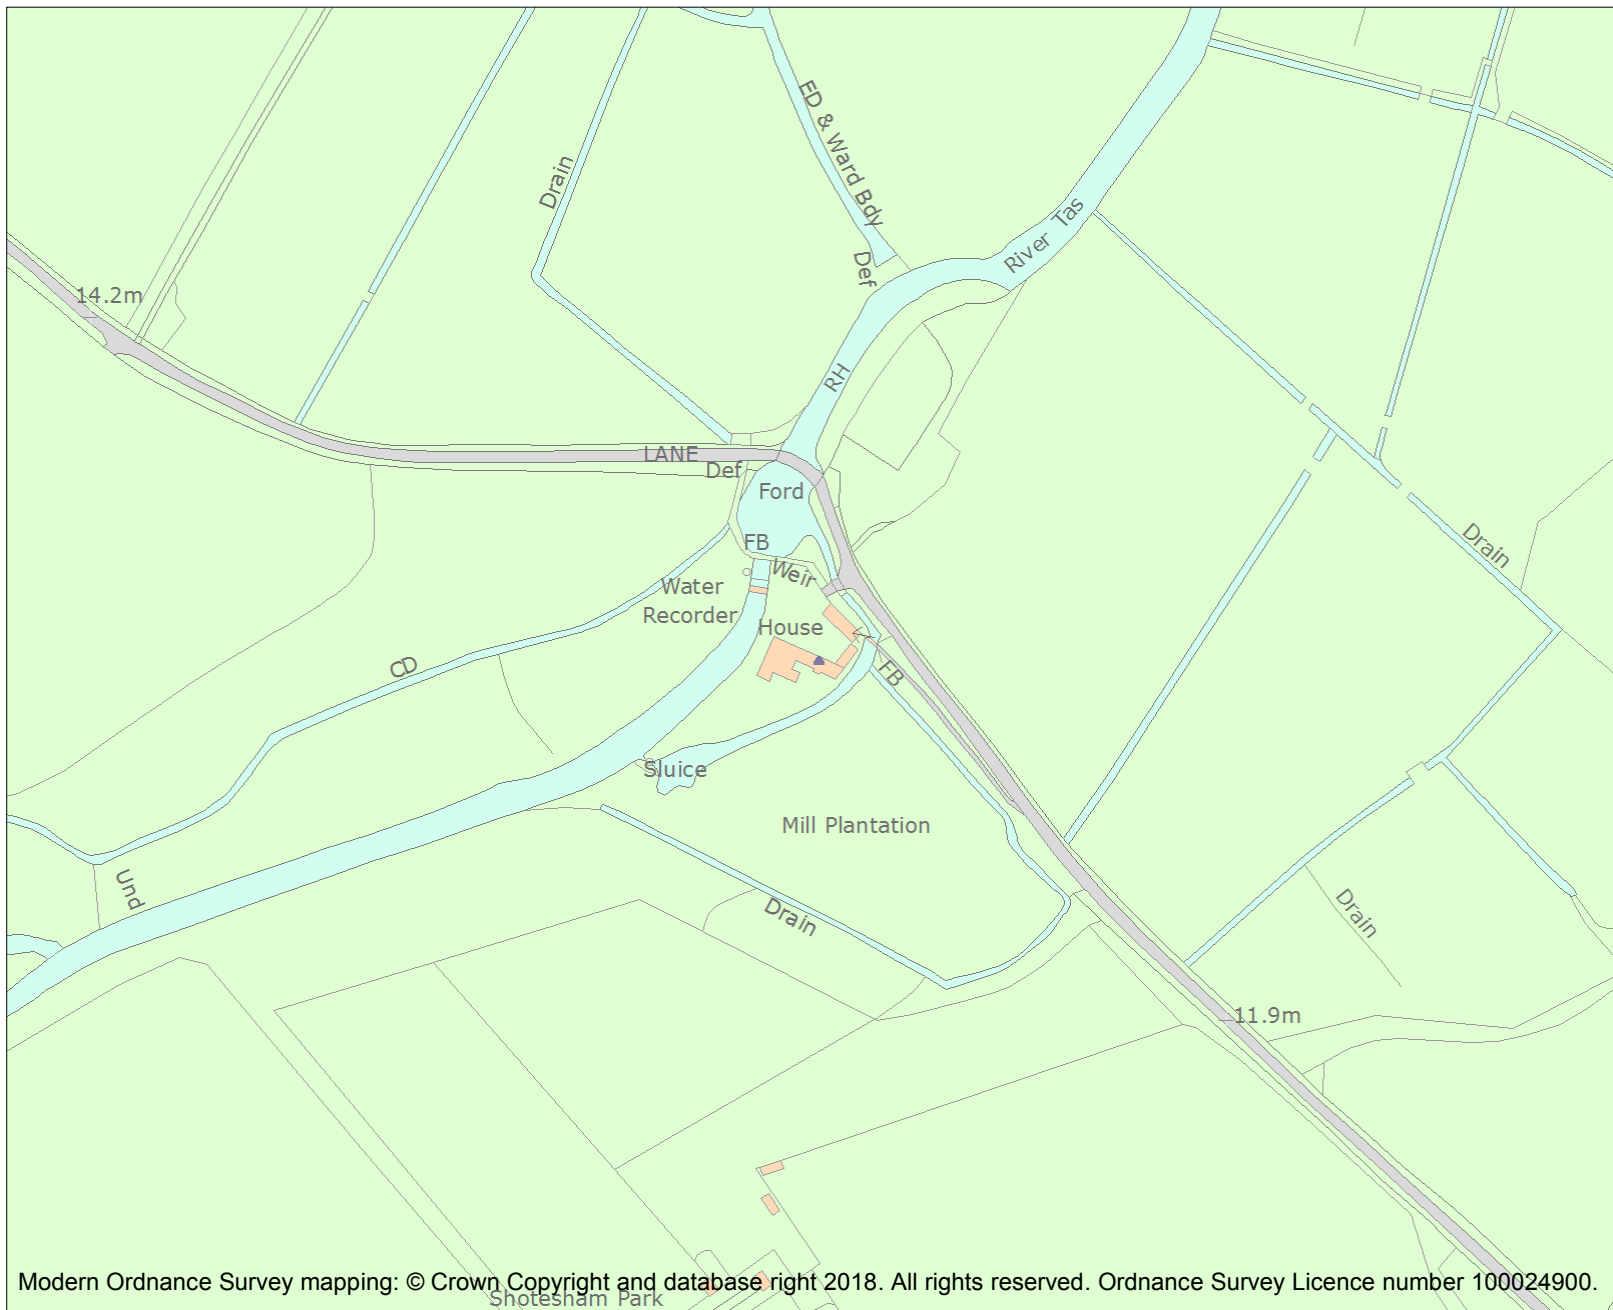 ED & Ward Bdy
Drain
River Tas
Def
14.2m
RH
LANE
Def
Ford
FB
Weir
Drain
Water
Recorder
House
CD
FB
Sluice
Mill Plantation
Und
Drain
Drain
11.9m
Modern Ordnance Survey mapping: © Crown Copyright and database right 2018. All rights reserved. Ordnance Survey Licence number 100024900.
Shotesham Park